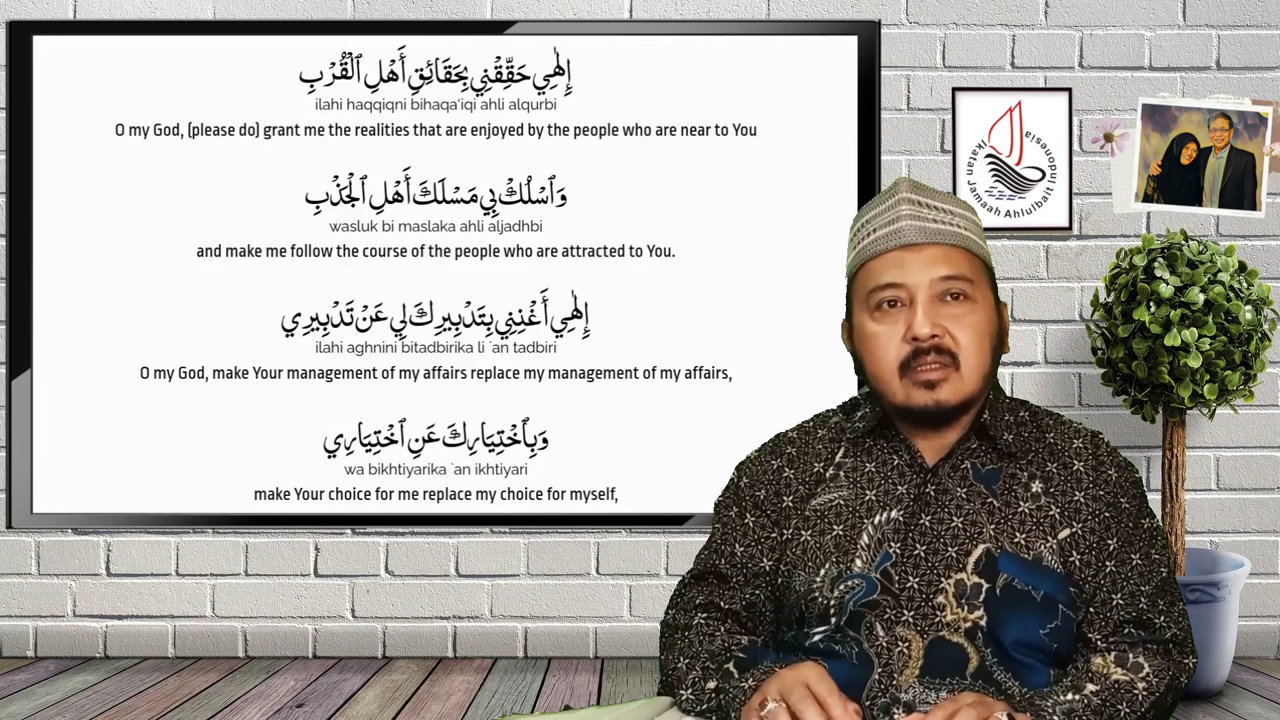 إِلٰهِي حَقِّقْنِي بِحَقَائِقِ أَهْلِ ٱلْقُرْبِ
ilahi haqqiqni bihaqa'iqi ahli alqurbi
O my God, (please do) grant me the realities that are enjoyed by the people who are near to You
وَٱسْلُكْ بِي مَسْلَكَ أَهْلِ ٱلْجَذْبِ
wasluk bi maslaka ahli aljadhbi
and make me follow the course of the people who are attracted to You.
إِلٰهِي أَغْنِنِي بِتَدْبِيرِكَ لِي عَنْ تَدْبِيرِي
ilahi aghnini bitadbirika li `an tadbiri
O my God, make Your management of my affairs replace my management of my affairs,
وَبِٱخْتِيَارِكَ عَنِ ٱخْتِيَارِي
wa bikhtiyarika `an ikhtiyari
make Your choice for me replace my choice for myself,
Ikatan Jamaah Ahlulbait Indonesia